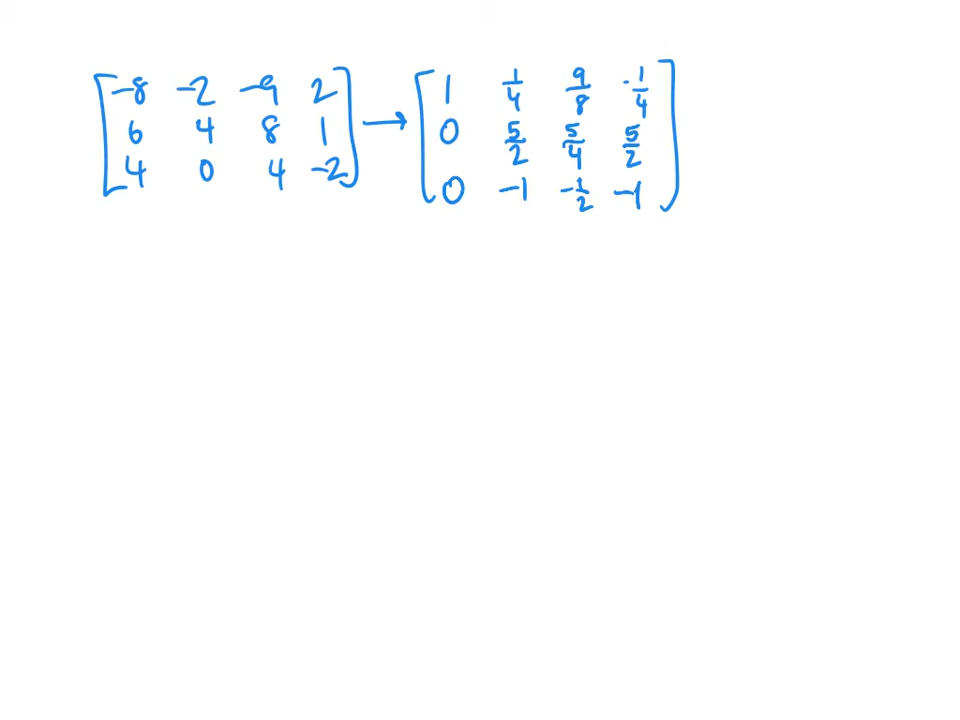 [ -8 -2 -9 2 ] → [ 1 1/4 9/8 -1/4 ]
[ 6 4 8 1 ] [ 0 5/2 5/4 5/2 ]
[ 4 0 4 -2 ] [ 0 -1 -1/2 -1 ]